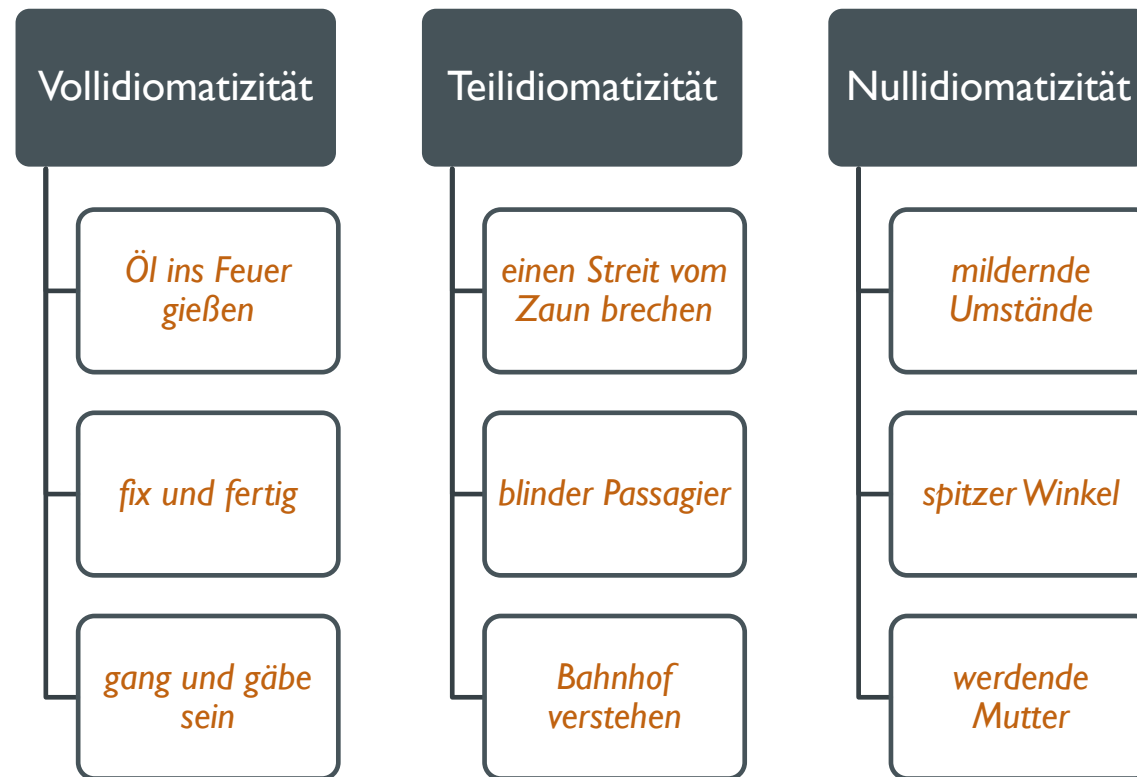 Vollidiomatizität
Öl ins Feuer
gießen
fix und fertig
gang und gäbe
sein
Teilidiomatizität
einen Streit vom
Zaun brechen
blinder Passagier
Bahnhof
verstehen
Nullidiomatizität
mildernde
Umstände
spitzer Winkel
werdende
Mutter